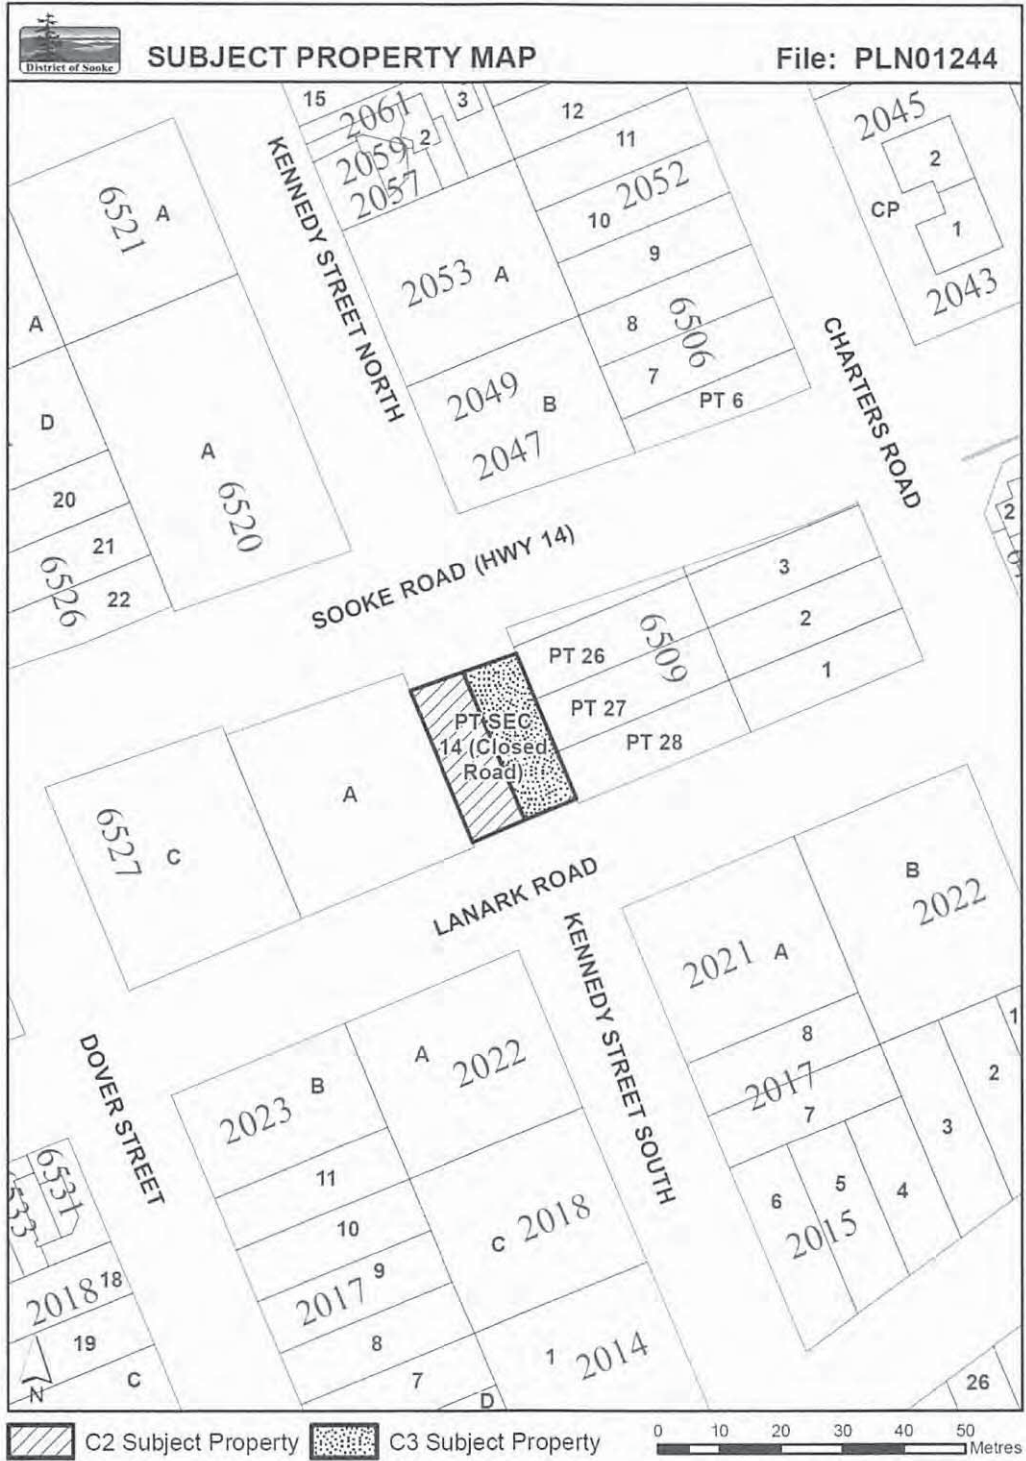 District of Sooke
SUBJECT PROPERTY MAP
File: PLN01244
15
2061
3
12
2045
2
11
2
2059
2057
2052
10
CP
1
6521
A
KENNEDY STREET NORTH
2053
A
9
2043
A
8
6506
7
PT 6
CHARTERS ROAD
2049
B
2047
D
A
6520
20
21
6526
22
2
SOOKE ROAD (HWY 14)
3
2
1
PT 26
6509
PT 27
PT 28
PT SEC
14 (Closed
Road)
A
6527
C
LANARK ROAD
B
2022
2021
A
KENNEDY STREET SOUTH
8
2017
7
1
2
3
4
5
6
2015
DOVER STREET
A
2022
B
2023
11
10
9
2017
8
7
C
2018
1
2014
D
6531
2018
18
19
C
N
26
C2 Subject Property
C3 Subject Property
0 10 20 30 40 50
Metres